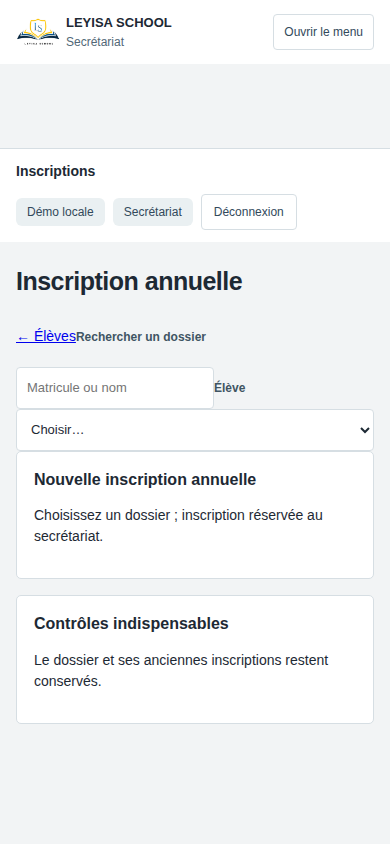 LEYISA SCHOOL
Secrétariat
Ouvrir le menu
LEYISA SCHOOL
Inscriptions
Démo locale
Secrétariat
Déconnexion
Inscription annuelle
← Élèves
Rechercher un dossier
Matricule ou nom
Élève
Choisir…
Nouvelle inscription annuelle
Choisissez un dossier ; inscription réservée au
secrétariat.
Contrôles indispensables
Le dossier et ses anciennes inscriptions restent
conservés.